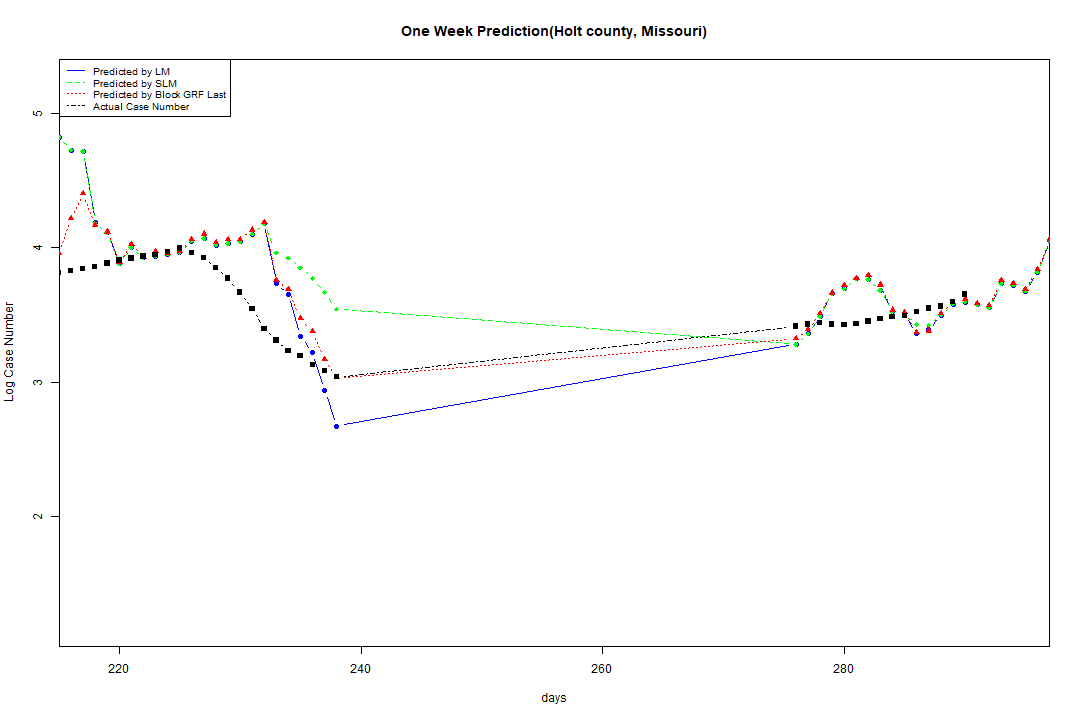 One Week Prediction(Holt county, Missouri)
Predicted by LM
Predicted by SLM
Predicted by Block GRF Last
Actual Case Number
5
4
3
2
Log Case Number
220 240 260 280
days